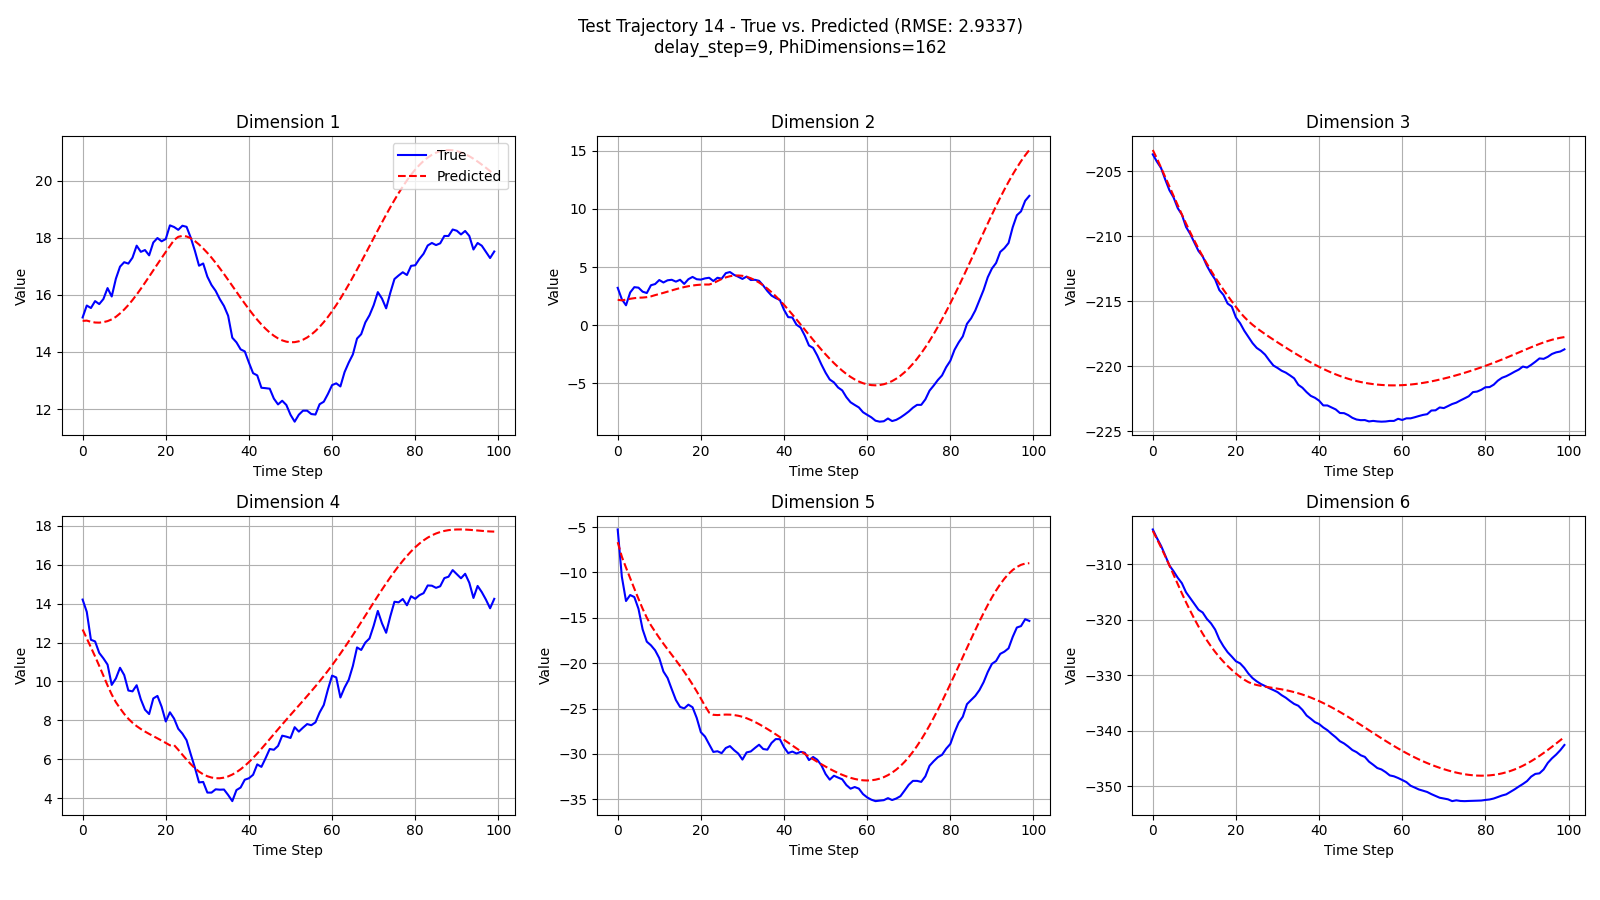 Test Trajectory 14 - True vs. Predicted (RMSE: 2.9337)
delay_step=9, PhiDimensions=162
Dimension 1
Dimension 2
Dimension 3
True
Predicted
Value
20
18
16
14
12
0 20 40 60 80 100
Time Step
Value
15
10
5
0
−5
0 20 40 60 80 100
Time Step
Value
−205
−210
−215
−220
−225
0 20 40 60 80 100
Time Step
Dimension 4
Dimension 5
Dimension 6
Value
18
16
14
12
10
8
6
4
0 20 40 60 80 100
Time Step
Value
−5
−10
−15
−20
−25
−30
−35
0 20 40 60 80 100
Time Step
Value
−310
−320
−330
−340
−350
0 20 40 60 80 100
Time Step